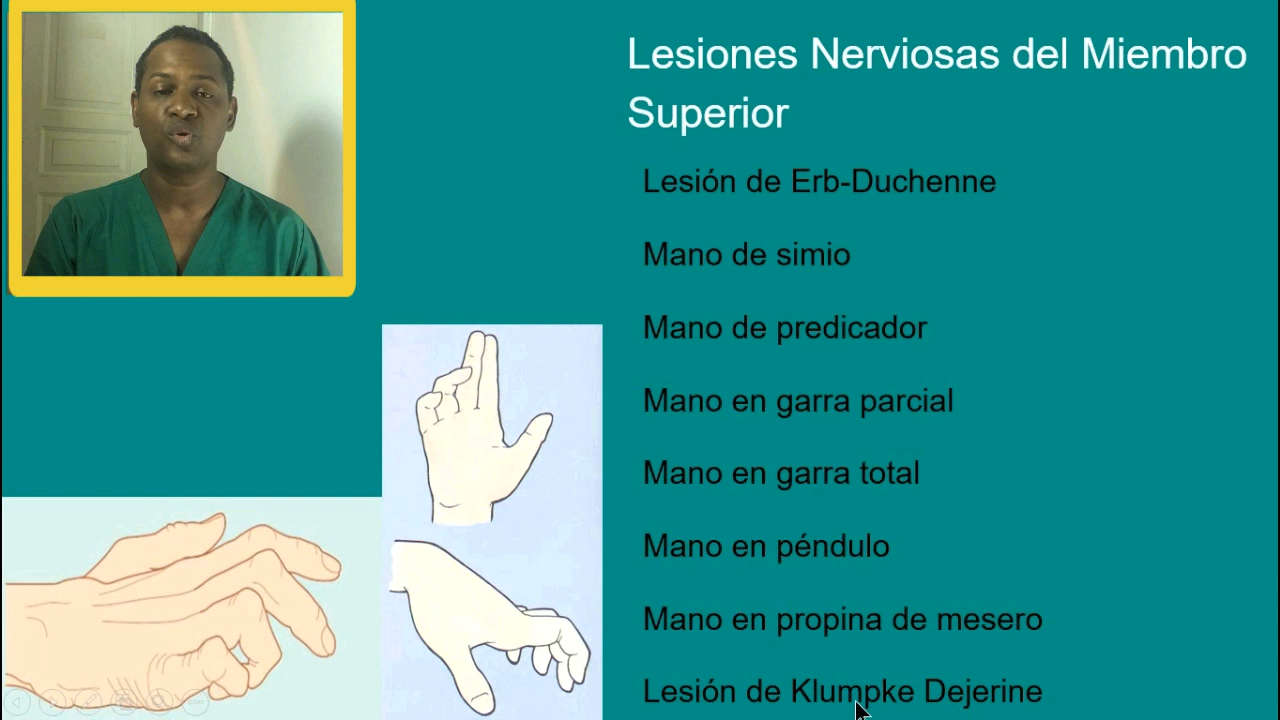 Lesiones Nerviosas del Miembro
Superior
Lesión de Erb-Duchenne
Mano de simio
Mano de predicador
Mano en garra parcial
Mano en garra total
Mano en péndulo
Mano en propina de mesero
Lesión de Klumpke Dejerine